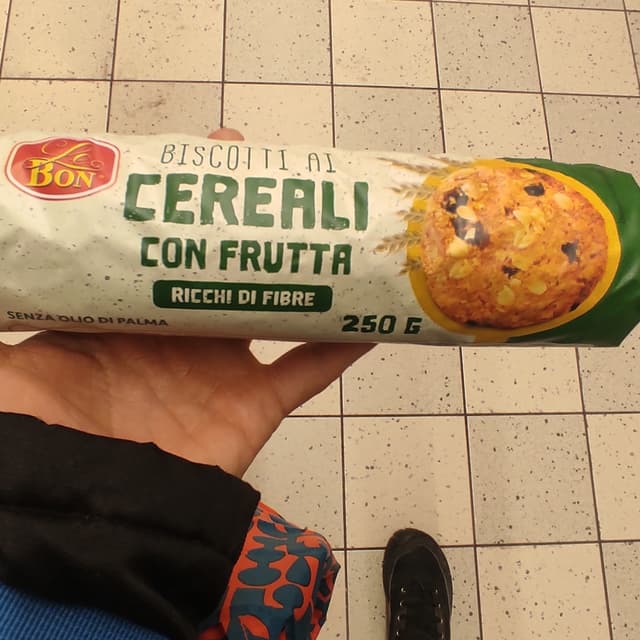 Le
BON
BISCOTTI AI
CEREALI
CON FRUTTA
RICCHI DI FIBRE
SENZA OLIO DI PALMA
250 G